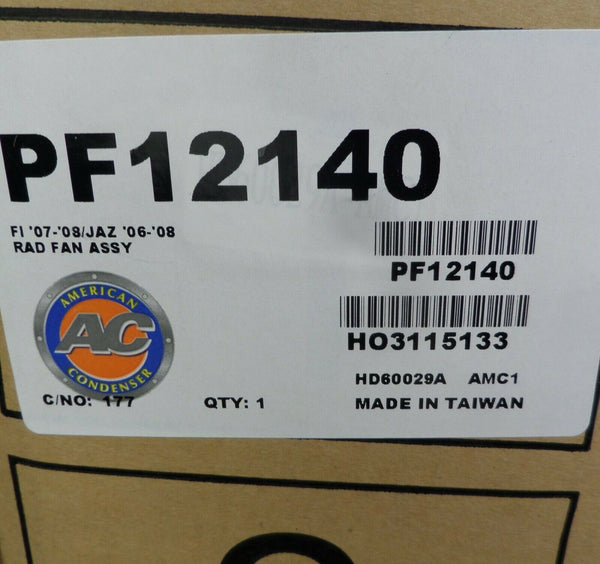 PF12140
FI '07-'08/JAZ '06-'08
RAD FAN ASSY
PF12140
HO3115133
AMERICAN
AC
CONDENSER
HD60029A AMC1
C/NO: 177 QTY: 1 MADE IN TAIWAN